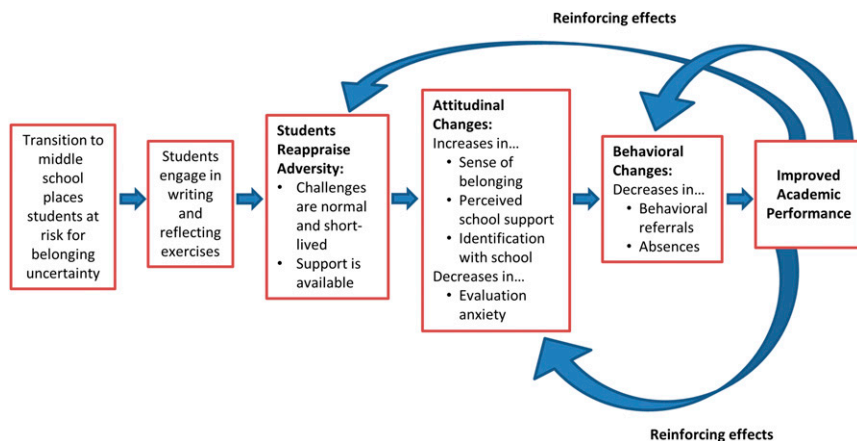 Reinforcing effects
Transition to
middle
school
places
students at
risk for
belonging
uncertainty
Students
engage in
writing
and
reflecting
exercises
Students
Reappraise
Adversity:
• Challenges
are normal
and short-
lived
• Support is
available
Attitudinal
Changes:
Increases in…
• Sense of
belonging
• Perceived
school support
• Identification
with school
Decreases in…
• Evaluation
anxiety
Behavioral
Changes:
Decreases in…
• Behavioral
referrals
• Absences
Improved
Academic
Performance
Reinforcing effects